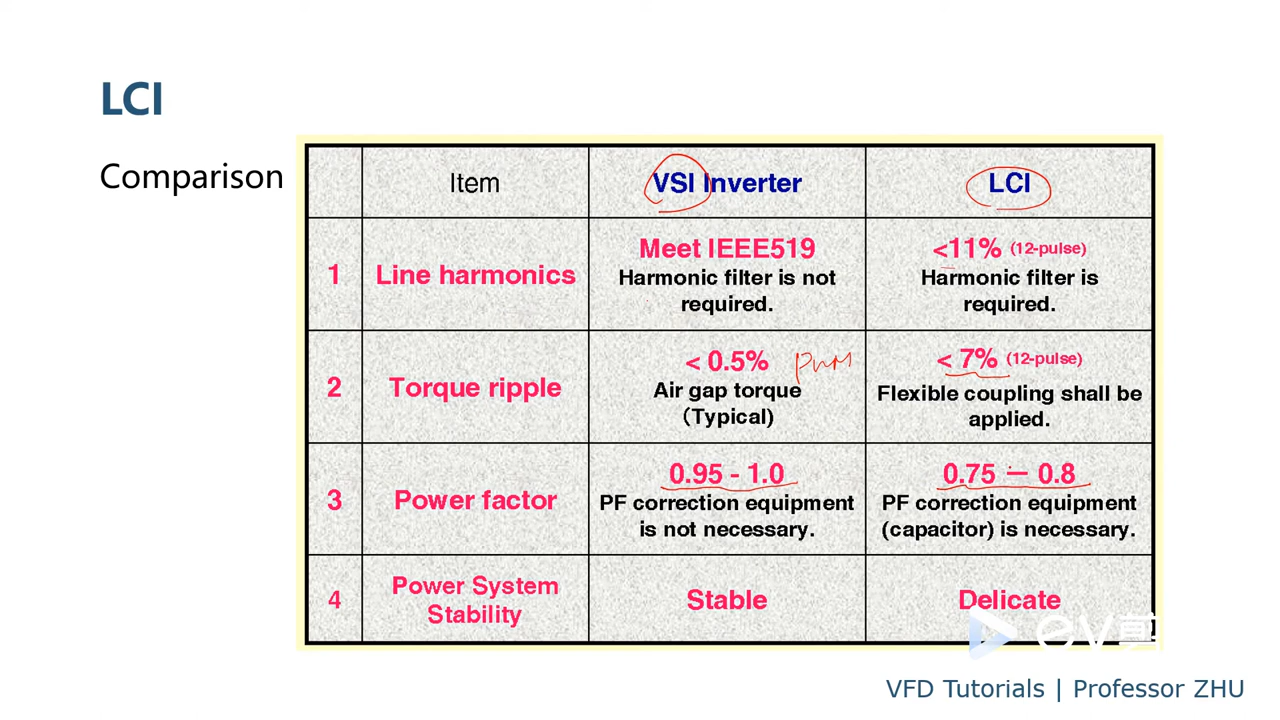 LCI
Comparison
Item
VSI Inverter
LCI
1
Line harmonics
Meet IEEE519
Harmonic filter is not
required.
<11% (12-pulse)
Harmonic filter is
required.
2
Torque ripple
< 0.5%
PWM
Air gap torque
(Typical)
< 7% (12-pulse)
Flexible coupling shall be
applied.
3
Power factor
0.95 - 1.0
PF correction equipment
is not necessary.
0.75 – 0.8
PF correction equipment
(capacitor) is necessary.
4
Power System
Stability
Stable
Delicate
VFD Tutorials | Professor ZHU